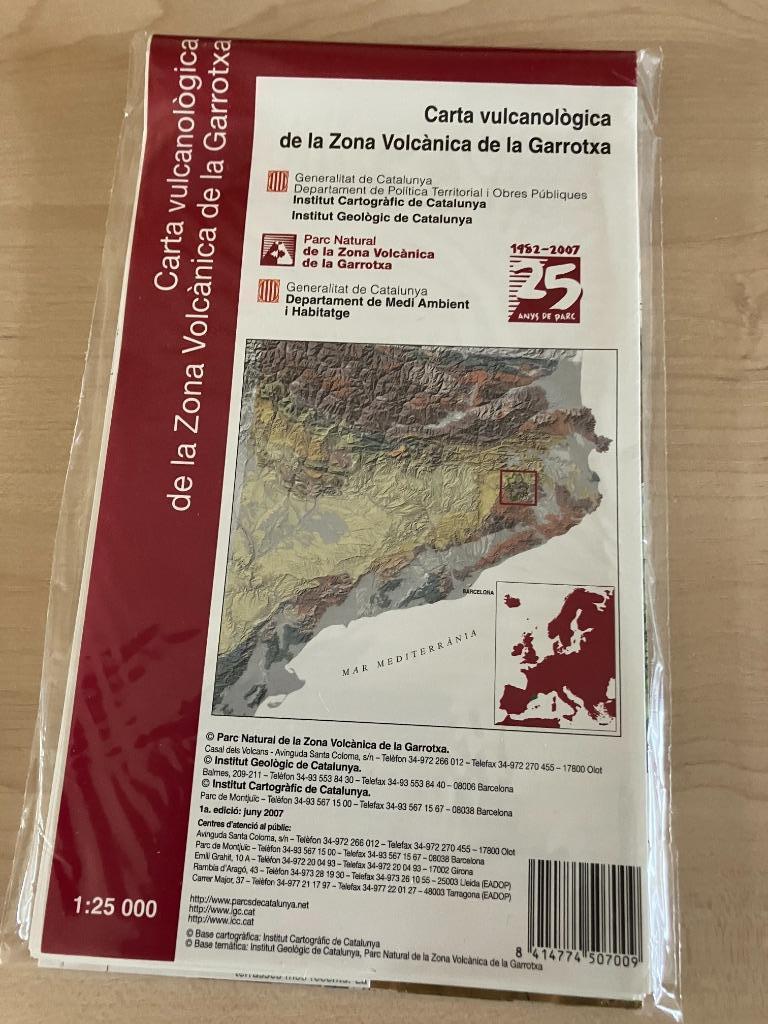 Carta vulcanològica
de la Zona Volcànica de la Garrotxa
Carta vulcanològica
de la Zona Volcànica de la Garrotxa
Generalitat de Catalunya
Departament de Política Territorial i Obres Públiques
Institut Cartogràfic de Catalunya
Institut Geològic de Catalunya
Parc Natural
de la Zona Volcànica
de la Garrotxa
1982-2007
25
ANYS DE PARC
Generalitat de Catalunya
Departament de Medi Ambient
i Habitatge
BARCELONA
MAR MEDITERRÀNIA
© Parc Natural de la Zona Volcànica de la Garrotxa.
Casal dels Volcans - Avinguda Santa Coloma, s/n – Telèfon 34-972 266 012 – Telefax 34-972 270 455 – 17800 Olot
© Institut Geològic de Catalunya.
Balmes, 209-211 – Telèfon 34-93 553 84 30 – Telefax 34-93 553 84 40 – 08006 Barcelona
© Institut Cartogràfic de Catalunya.
Parc de Montjuïc – Telèfon 34-93 567 15 00 – Telefax 34-93 567 15 67 – 08038 Barcelona
1a. edició: juny 2007
Centres d'atenció al públic:
Avinguda Santa Coloma, s/n – Telèfon 34-972 266 012 – Telefax 34-972 270 455 – 17800 Olot
Parc de Montjuïc – Telèfon 34-93 567 15 00 – Telefax 34-93 567 15 67 – 08038 Barcelona
Emili Grahit, 10 A – Telèfon 34-972 20 04 93 – Telefax 34-972 20 04 93 – 17002 Girona
Rambla d'Aragó, 43 – Telèfon 34-973 28 19 30 – Telefax 34-973 26 10 55 – 25003 Lleida (EADOP)
Carrer Major, 37 – Telèfon 34-977 21 17 97 – Telefax 34-977 22 01 27 – 43003 Tarragona (EADOP)
http://www.parcsdecatalunya.net
http://www.igc.cat
http://www.icc.cat
© Base cartogràfica: Institut Cartogràfic de Catalunya
© Base temàtica: Institut Geològic de Catalunya, Parc Natural de la Zona Volcànica de la Garrotxa
8 414774 507009
1:25 000